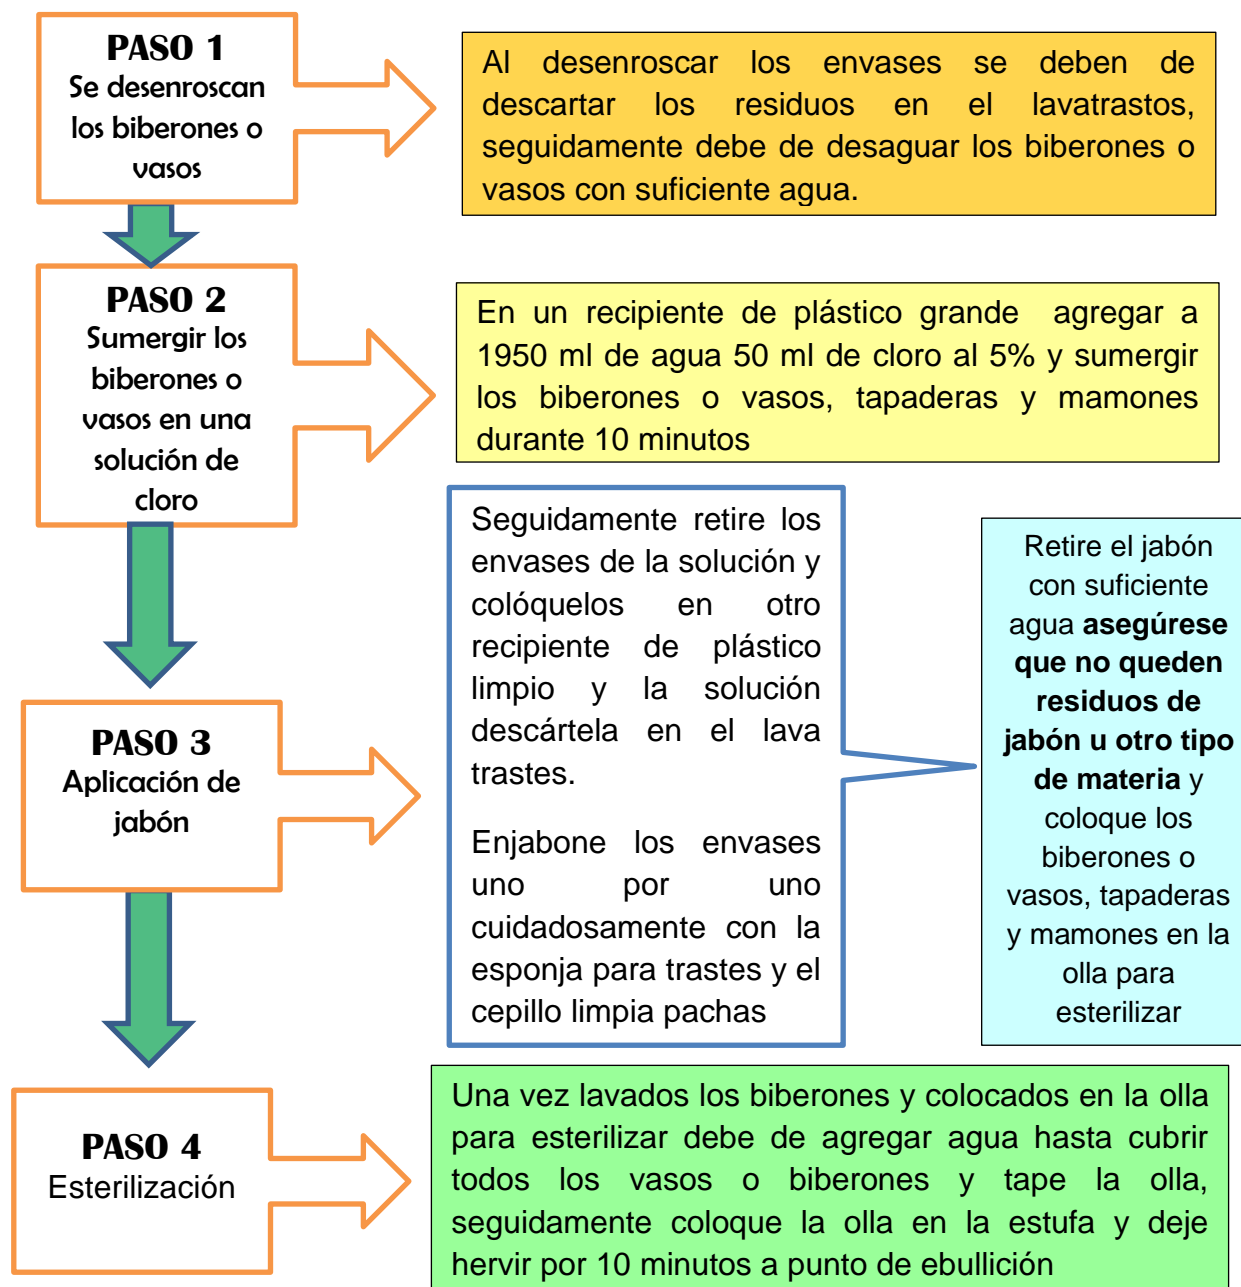 PASO 1
Se desenroscan
los biberones o
vasos
Al desenroscar los envases se deben de
descartar los residuos en el lavatrastos,
seguidamente debe de desaguar los biberones o
vasos con suficiente agua.
PASO 2
Sumergir los
biberones o
vasos en una
solución de
cloro
En un recipiente de plástico grande agregar a
1950 ml de agua 50 ml de cloro al 5% y sumergir
los biberones o vasos, tapaderas y mamones
durante 10 minutos
PASO 3
Aplicación de
jabón
Seguidamente retire los
envases de la solución y
colóquelos en otro
recipiente de plástico
limpio y la solución
descártela en el lava
trastes.
Enjabone los envases
uno por uno
cuidadosamente con la
esponja para trastes y el
cepillo limpia pachas
Retire el jabón
con suficiente
agua asegúrese
que no queden
residuos de
jabón u otro tipo
de materia y
coloque los
biberones o
vasos, tapaderas
y mamones en la
olla para
esterilizar
PASO 4
Esterilización
Una vez lavados los biberones y colocados en la olla
para esterilizar debe de agregar agua hasta cubrir
todos los vasos o biberones y tape la olla,
seguidamente coloque la olla en la estufa y deje
hervir por 10 minutos a punto de ebullición